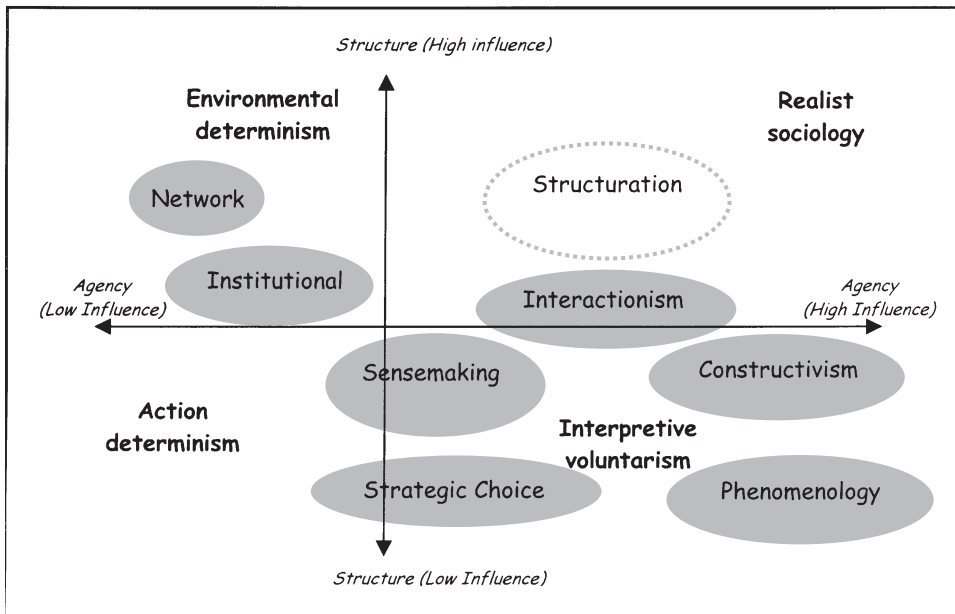 Structure (High influence)
Environmental
determinism
Realist
sociology
Network
Structuration
Institutional
Interactionism
Agency
(Low Influence)
Agency
(High Influence)
Sensemaking
Constructivism
Action
determinism
Interpretive
voluntarism
Strategic Choice
Phenomenology
Structure (Low Influence)